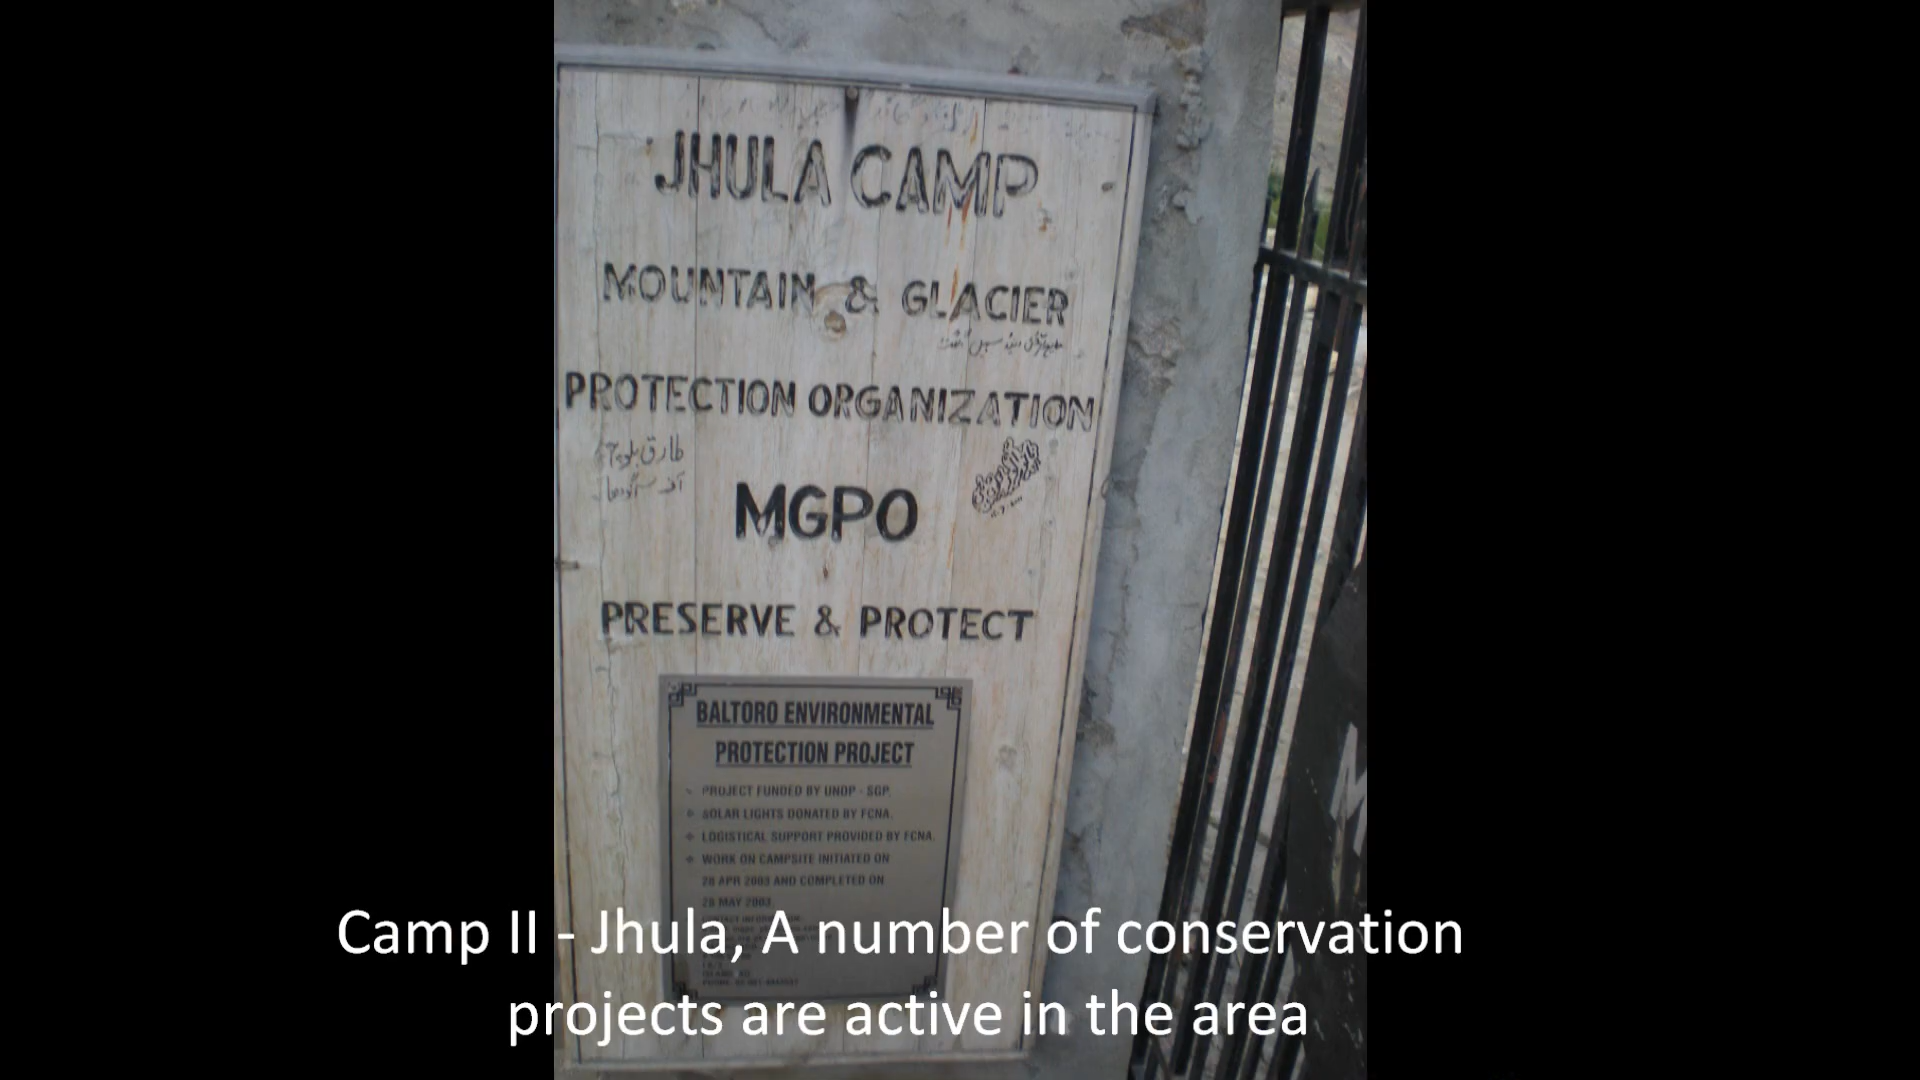 JHULA CAMP
MOUNTAIN & GLACIER
PROTECTION ORGANIZATION
طارق بلوچ
MGPO
PRESERVE & PROTECT
BALTORO ENVIRONMENTAL
PROTECTION PROJECT
PROJECT FUNDED BY UNDP - SGP.
SOLAR LIGHTS DONATED BY FCNA.
LOGISTICAL SUPPORT PROVIDED BY FCNA.
WORK ON CAMPSITE INITIATED ON
28 APR 2003 AND COMPLETED ON
28 MAY 2003.
Camp II - Jhula, A number of conservation
projects are active in the area